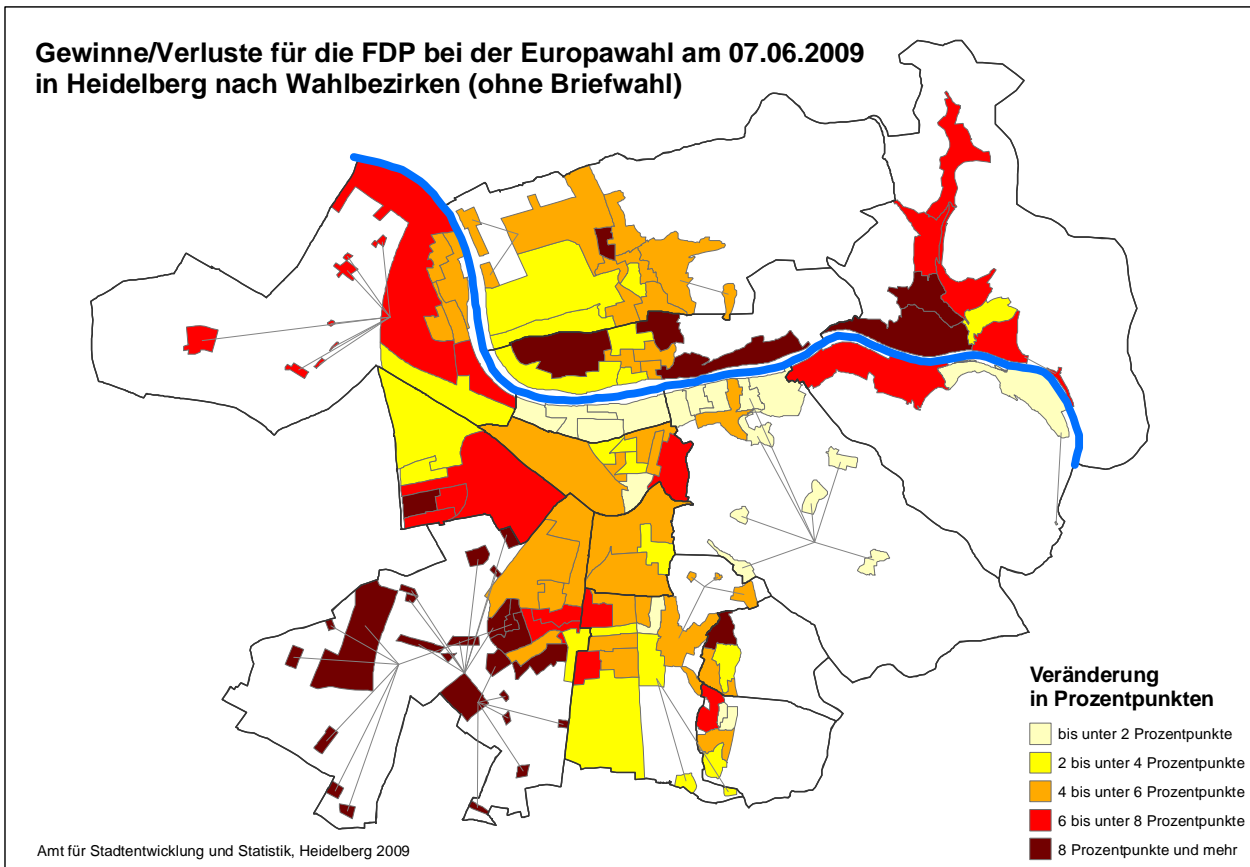 Gewinne/Verluste für die FDP bei der Europawahl am 07.06.2009
in Heidelberg nach Wahlbezirken (ohne Briefwahl)
Veränderung
in Prozentpunkten
bis unter 2 Prozentpunkte
2 bis unter 4 Prozentpunkte
4 bis unter 6 Prozentpunkte
6 bis unter 8 Prozentpunkte
8 Prozentpunkte und mehr
Amt für Stadtentwicklung und Statistik, Heidelberg 2009